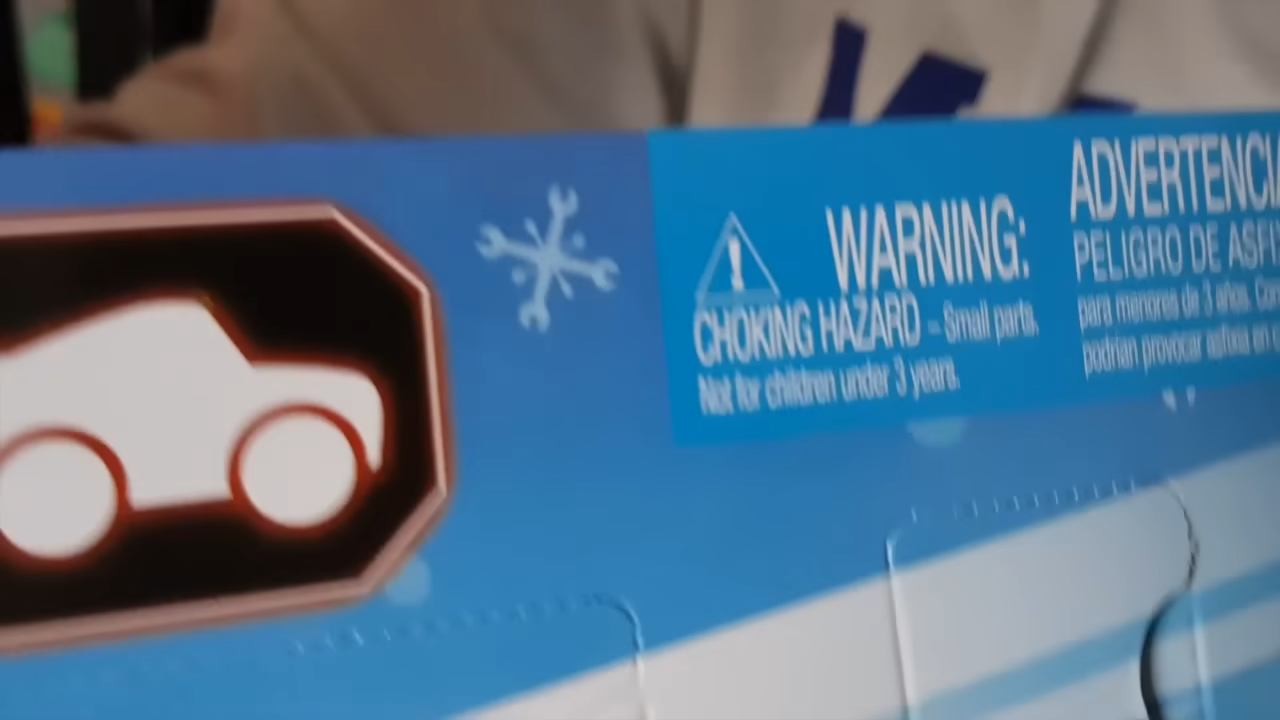 WARNING:
CHOKING HAZARD – Small parts.
Not for children under 3 years.
ADVERTENCI
PELIGRO DE ASFI
para menores de 3 años. Con
podrían provocar asfixia en